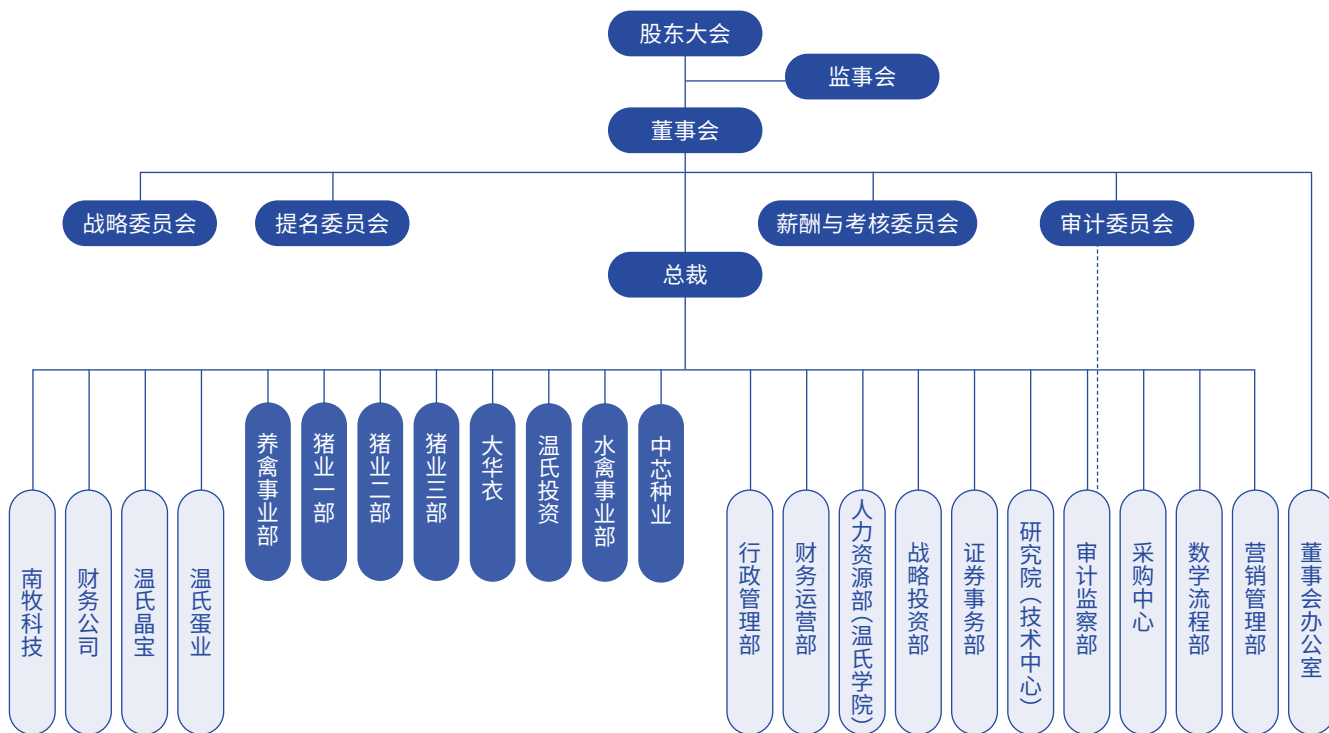 股东大会
监事会
董事会
战略委员会
提名委员会
薪酬与考核委员会
审计委员会
总裁
南牧科技
财务公司
温氏晶宝
温氏蛋业
养禽事业部
猪业一部
猪业二部
猪业三部
大华农
温氏投资
水禽事业部
中芯种业
行政管理部
财务运营部
人力资源部(温氏学院)
战略投资部
证券事务部
研究院(技术中心)
审计监察部
采购中心
数学流程部
营销管理部
董事会办公室